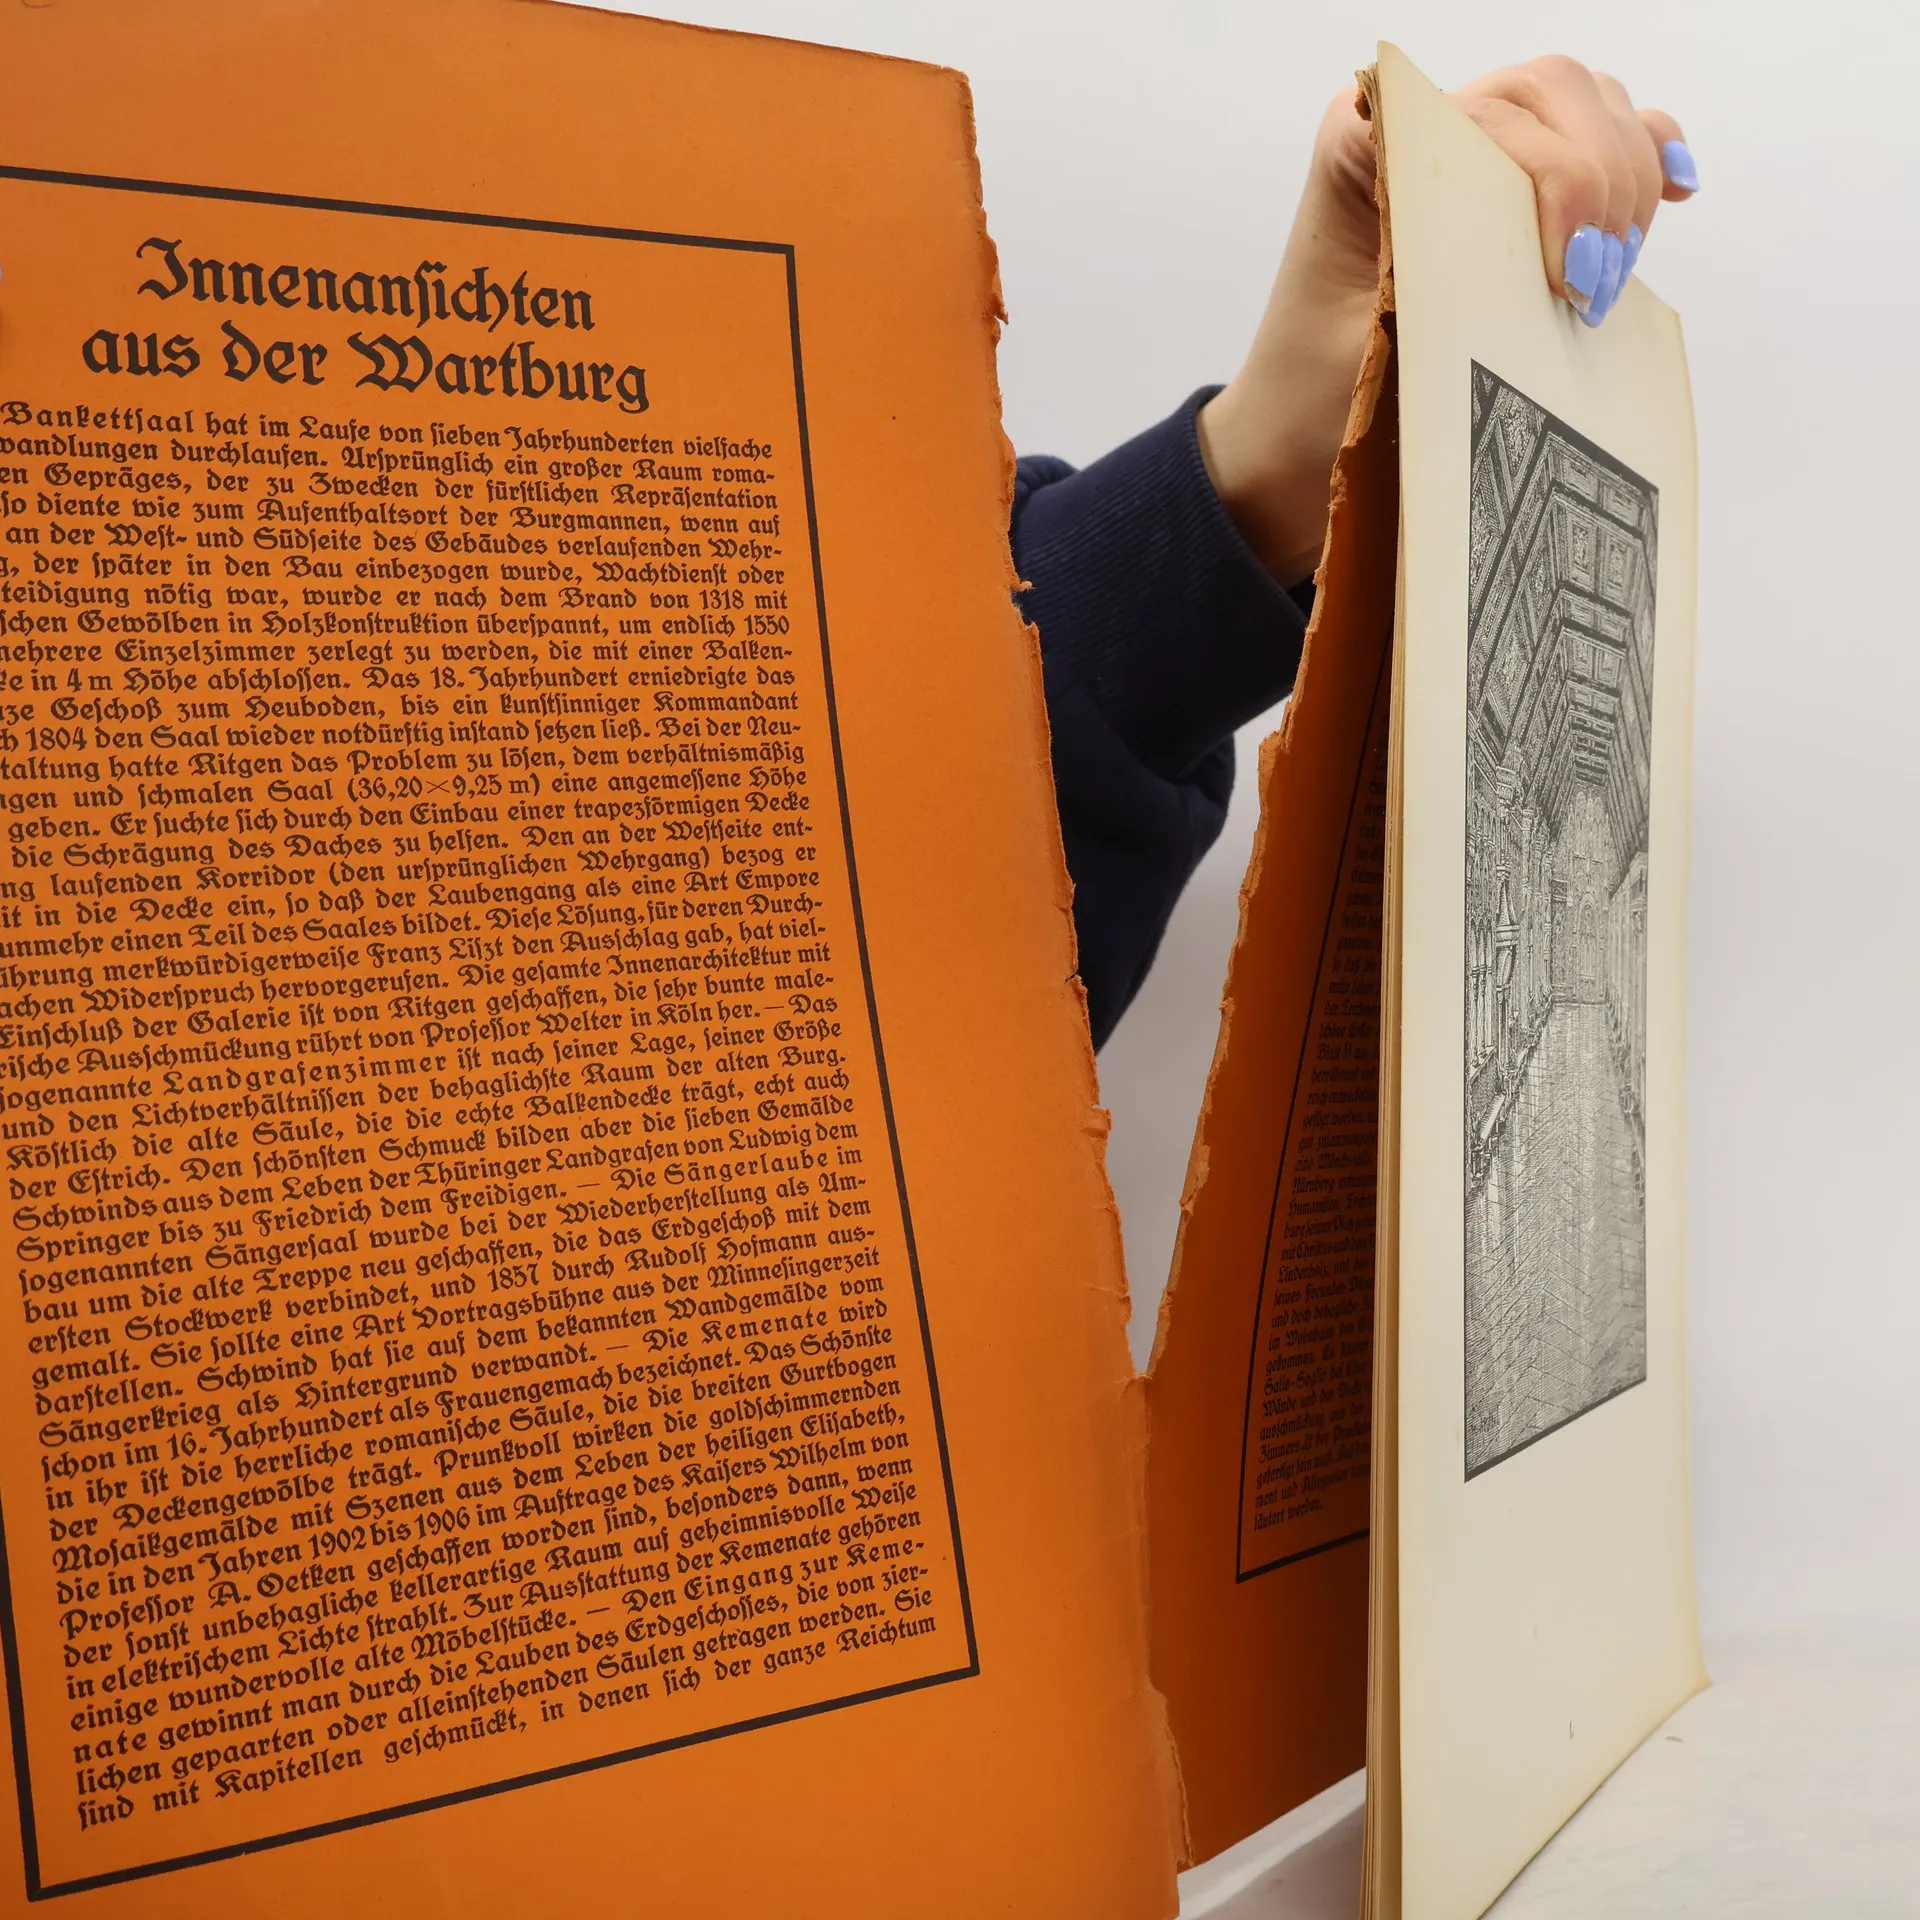 Innenansichten
aus der Wartburg
Bankettsaal hat im Laufe von sieben Jahrhunderten vielfache
wandlungen durchlaufen. Ursprünglich ein großer Raum roma-
en Gepräges, der zu Zwecken der fürstlichen Repräsentation
so diente wie zum Aufenthaltsort der Burgmannen, wenn auf
an der West- und Südseite des Gebäudes verlaufenden Wehr-
g, der später in den Bau einbezogen wurde, Wachtdienst oder
teidigung nötig war, wurde er nach dem Brand von 1318 mit
schen Gewölben in Holzkonstruktion überspannt, um endlich 1550
mehrere Einzelzimmer zerlegt zu werden, die mit einer Balken-
ke in 4 m Höhe abschlossen. Das 18. Jahrhundert erniedrigte das
nze Geschoß zum Heuboden, bis ein kunstsinniger Kommandant
ch 1804 den Saal wieder notdürftig instand setzen ließ. Bei der Neu-
taltung hatte Ritgen das Problem zu lösen, dem verhältnismäßig
ngen und schmalen Saal (36,20×9,25 m) eine angemessene Höhe
geben. Er suchte sich durch den Einbau einer trapezförmigen Decke
die Schrägung des Daches zu helfen. Den an der Westseite ent-
ng laufenden Korridor (den ursprünglichen Wehrgang) bezog er
it in die Decke ein, so daß der Laubengang als eine Art Empore
unmehr einen Teil des Saales bildet. Diese Lösung, für deren Durch-
ührung merkwürdigerweise Franz Liszt den Ausschlag gab, hat viel-
achen Widerspruch hervorgerufen. Die gesamte Innenarchitektur mit
Einschluß der Galerie ist von Ritgen geschaffen, die sehr bunte male-
rische Ausschmückung rührt von Professor Welter in Köln her. — Das
sogenannte Landgrafenzimmer ist nach seiner Lage, seiner Größe
und den Lichtverhältnissen der behaglichste Raum der alten Burg.
Köstlich die alte Säule, die die echte Balkendecke trägt, echt auch
der Estrich. Den schönsten Schmuck bilden aber die sieben Gemälde
Schwinds aus dem Leben der Thüringer Landgrafen von Ludwig dem
Springer bis zu Friedrich dem Freidigen. — Die Sängerlaube im
sogenannten Sängersaal wurde bei der Wiederherstellung als Um-
bau um die alte Treppe neu geschaffen, die das Erdgeschoß mit dem
ersten Stockwerk verbindet, und 1857 durch Rudolf Hofmann aus-
gemalt. Sie sollte eine Art Vortragsbühne aus der Minnesingerzeit
darstellen. Schwind hat sie auf dem bekannten Wandgemälde vom
Sängerkrieg als Hintergrund verwandt. — Die Kemenate wird
schon im 16. Jahrhundert als Frauengemach bezeichnet. Das Schönste
in ihr ist die herrliche romanische Säule, die die breiten Gurtbogen
der Deckengewölbe trägt. Prunkvoll wirken die goldschimmernden
Mosaikgemälde mit Szenen aus dem Leben der heiligen Elisabeth,
die in den Jahren 1902 bis 1906 im Auftrage des Kaisers Wilhelm von
Professor A. Oetken geschaffen worden sind, besonders dann, wenn
der sonst unbehagliche kellerartige Raum auf geheimnisvolle Weise
in elektrischem Lichte strahlt. Zur Ausstattung der Kemenate gehören
einige wundervolle alte Möbelstücke. — Den Eingang zur Keme-
nate gewinnt man durch die Lauben des Erdgeschosses, die von zier-
lichen gepaarten oder alleinstehenden Säulen getragen werden. Sie
sind mit Kapitellen geschmückt, in denen sich der ganze Reichtum